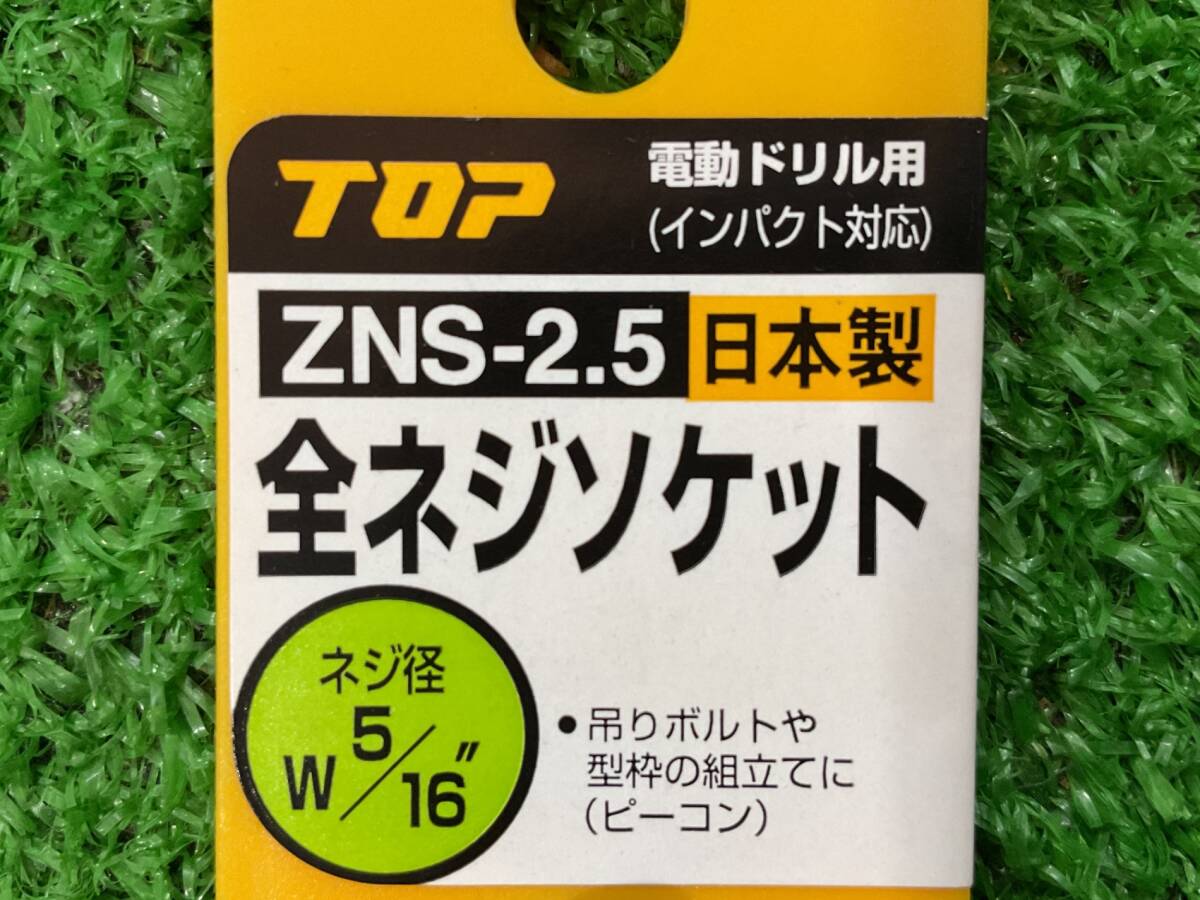 TOP
電動ドリル用
(インパクト対応)
ZNS-2.5 日本製
全ネジソケット
ネジ径
W 5/16"
●吊りボルトや
型枠の組立てに
(ピーコン)